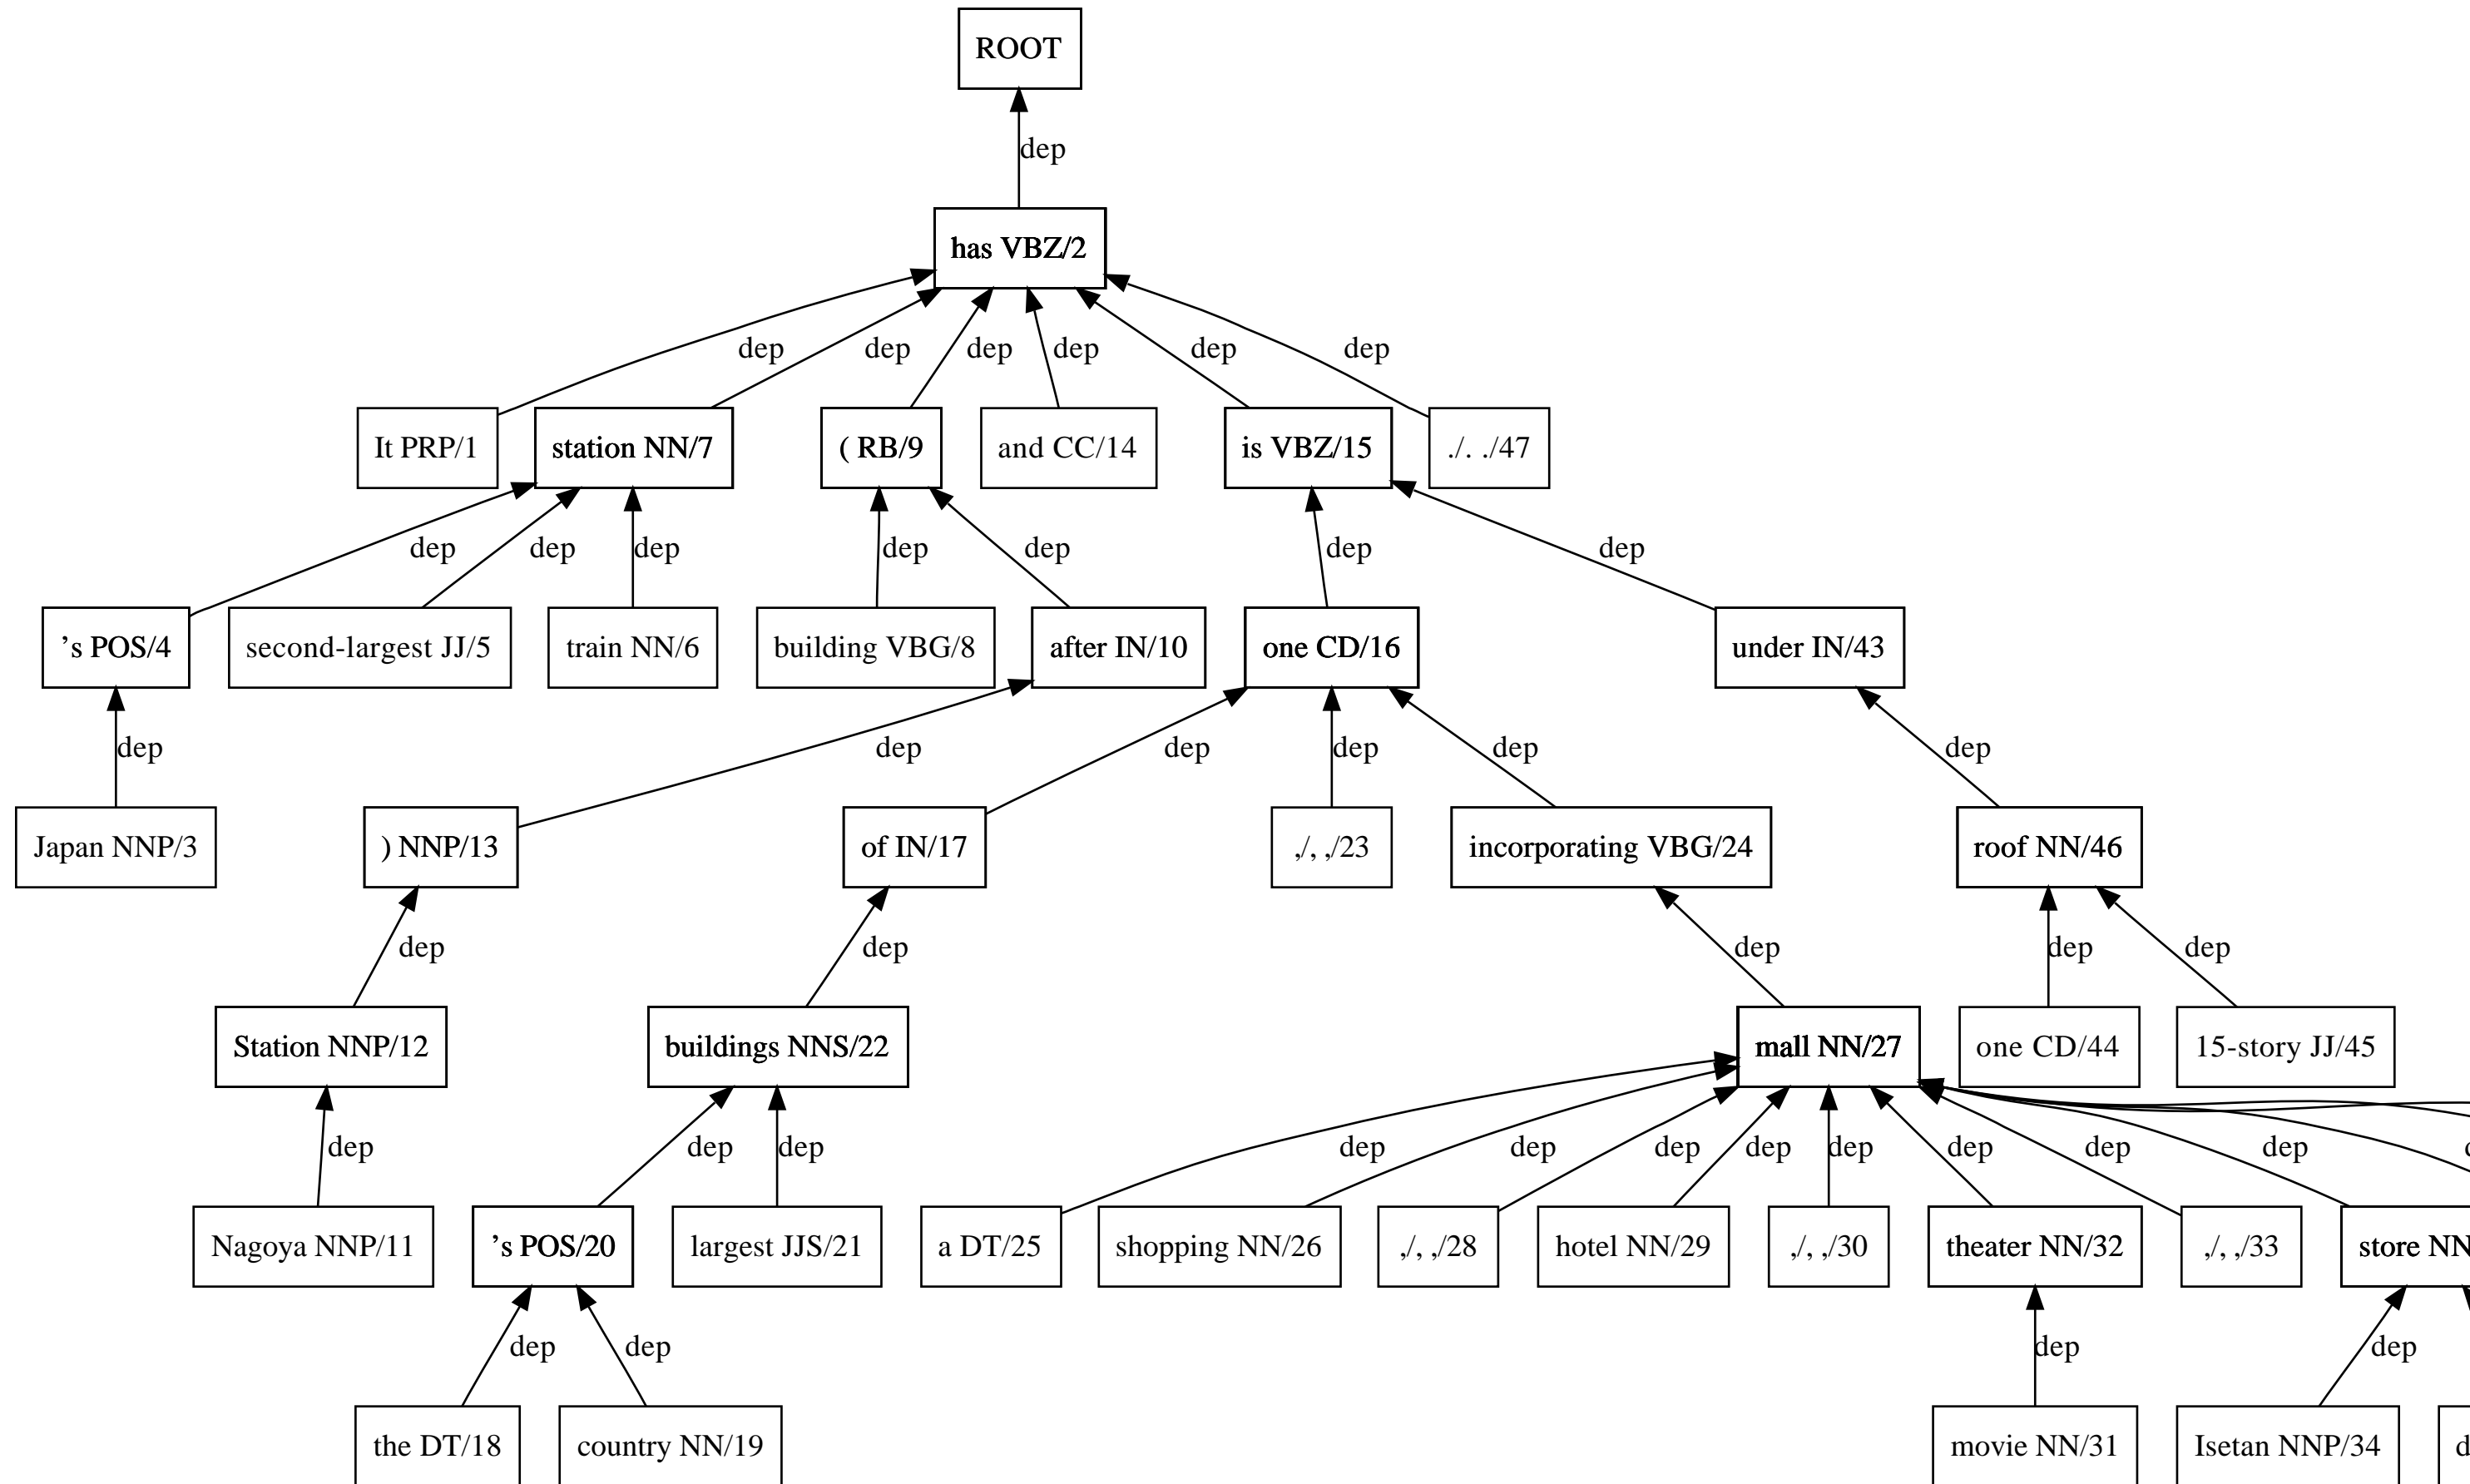 ROOT
dep
has VBZ/2
dep dep dep dep dep dep
It PRP/1 station NN/7 ( RB/9 and CC/14 is VBZ/15 ./. ./47
dep dep dep dep dep dep dep
’s POS/4 second-largest JJ/5 train NN/6 building VBG/8 after IN/10 one CD/16 under IN/43
dep dep dep dep dep dep
Japan NNP/3 ) NNP/13 of IN/17 ,/, ,/23 incorporating VBG/24 roof NN/46
dep dep dep dep dep
Station NNP/12 buildings NNS/22 mall NN/27 one CD/44 15-story JJ/45
dep dep dep dep dep dep dep dep dep dep dep
Nagoya NNP/11 ’s POS/20 largest JJS/21 a DT/25 shopping NN/26 ,/, ,/28 hotel NN/29 ,/, ,/30 theater NN/32 ,/, ,/33 store NN
dep dep dep dep
the DT/18 country NN/19 movie NN/31 Isetan NNP/34